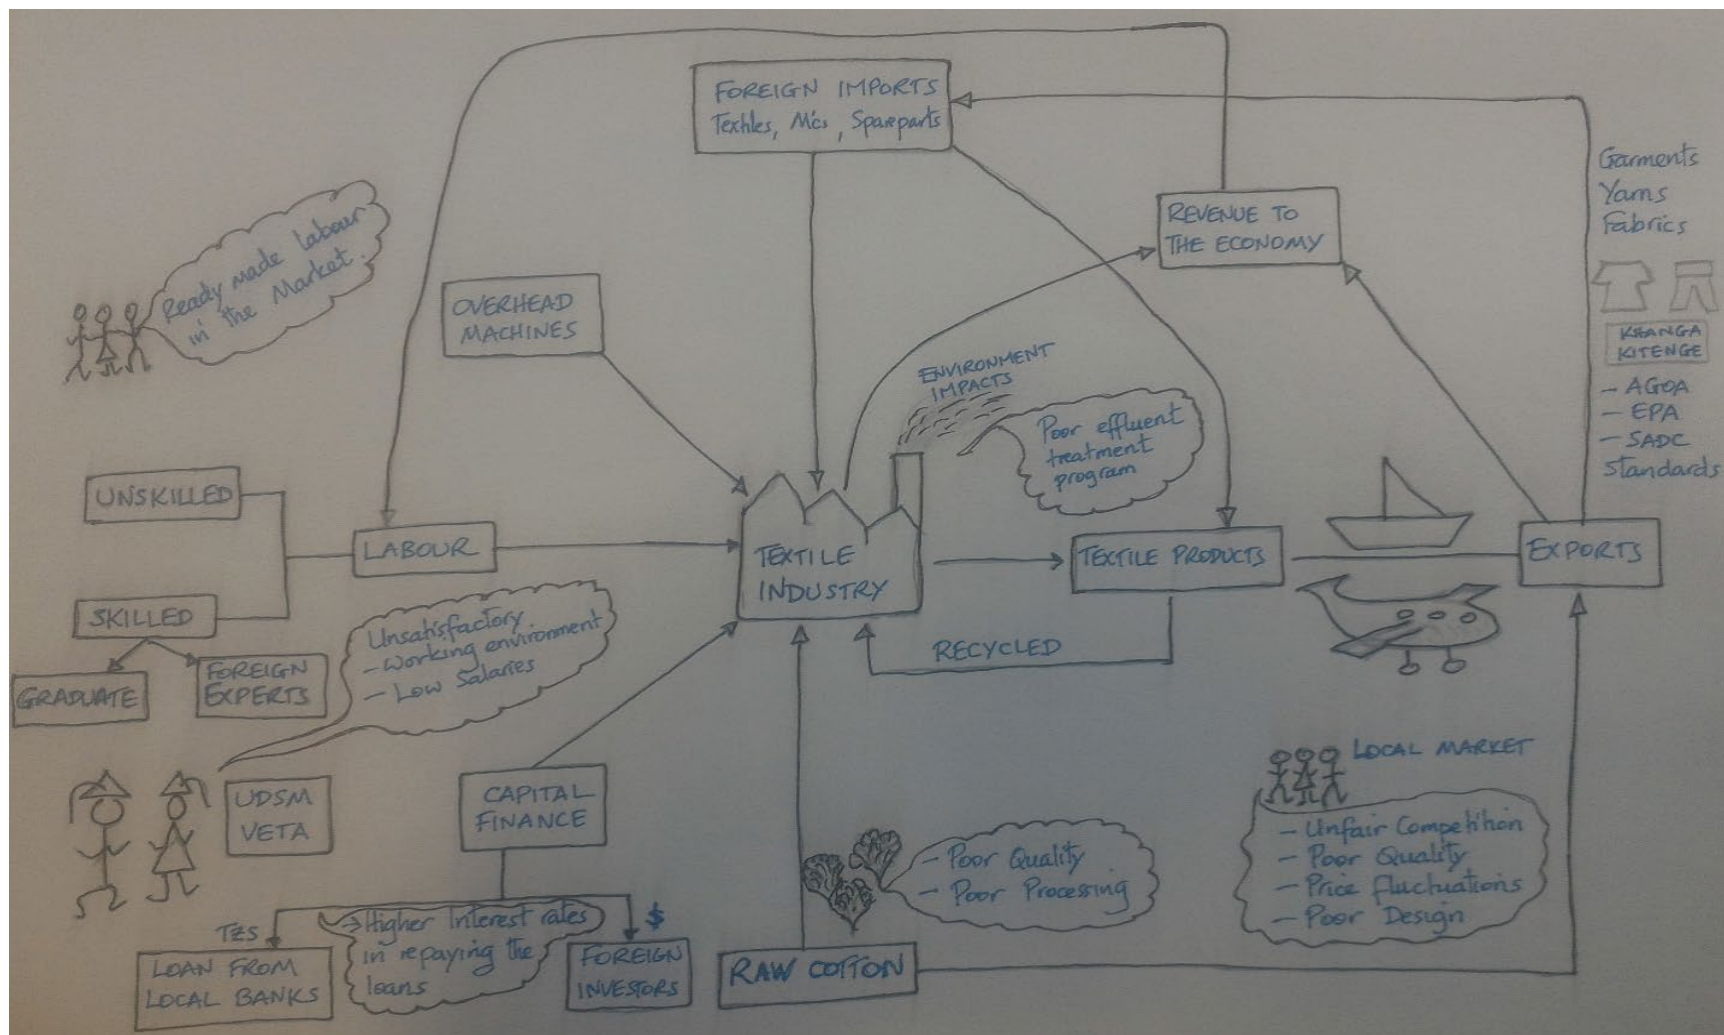 FOREIGN IMPORTS
Textiles, M/cs, Spareparts
REVENUE TO
THE ECONOMY
Garments
Yarns
Fabrics
KHANGA
KITENGE
- AGOA
- EPA
- SADC
Standards
Ready made Labour
in the Market.
OVERHEAD
MACHINES
ENVIRONMENT
IMPACTS
Poor effluent
treatment
program
UNSKILLED
LABOUR
SKILLED
GRADUATE
FOREIGN
EXPERTS
TEXTILE
INDUSTRY
TEXTILE PRODUCTS
EXPORTS
RECYCLED
Unsatisfactory
- Working environment
- Low Salaries
UDSM
VETA
CAPITAL
FINANCE
TZS
$
→ Higher Interest rates
in repaying the
loans
LOAN FROM
LOCAL BANKS
FOREIGN
INVESTORS
- Poor Quality
- Poor Processing
RAW COTTON
LOCAL MARKET
- Unfair Competition
- Poor Quality
- Price fluctuations
- Poor Design